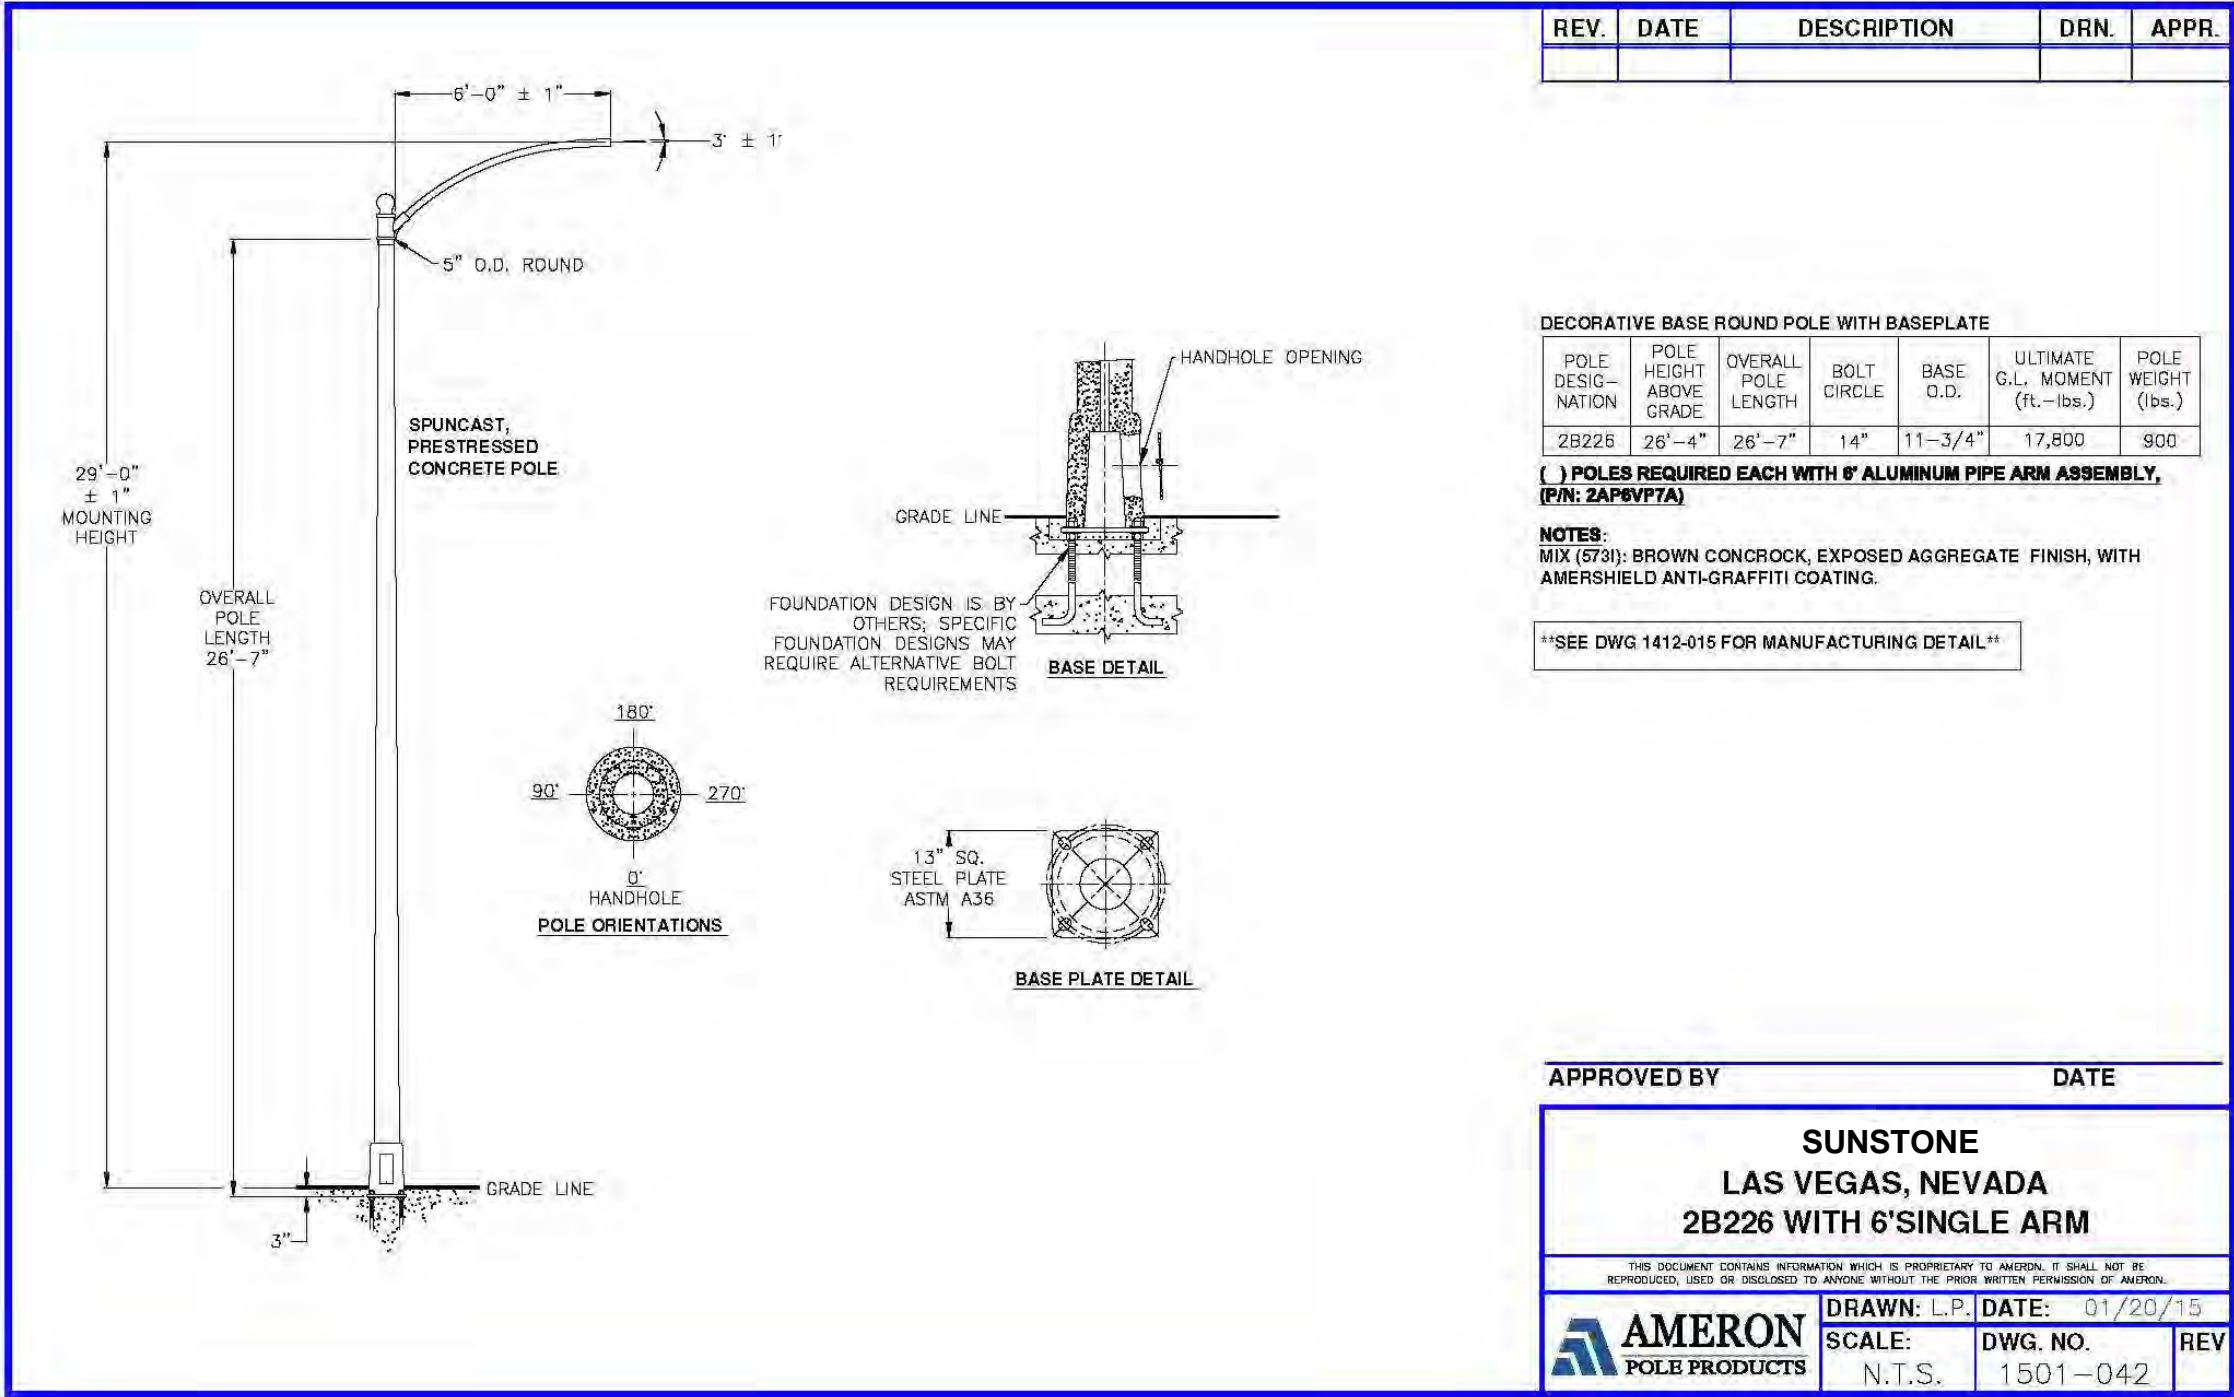 REV. DATE DESCRIPTION DRN. APPR.
6'-0" ± 1"
3° ± 1°
5" O.D. ROUND
SPUNCAST,
PRESTRESSED
CONCRETE POLE
29'-0"
± 1"
MOUNTING
HEIGHT
OVERALL
POLE
LENGTH
26'-7"
GRADE LINE
3"
HANDHOLE OPENING
GRADE LINE
FOUNDATION DESIGN IS BY
OTHERS; SPECIFIC
FOUNDATION DESIGNS MAY
REQUIRE ALTERNATIVE BOLT
REQUIREMENTS
BASE DETAIL
180°
90°
270°
0°
HANDHOLE
POLE ORIENTATIONS
13" SQ.
STEEL PLATE
ASTM A36
BASE PLATE DETAIL
DECORATIVE BASE ROUND POLE WITH BASEPLATE
POLE
DESIG-
NATION
POLE
HEIGHT
ABOVE
GRADE
OVERALL
POLE
LENGTH
BOLT
CIRCLE
BASE
O.D.
ULTIMATE
G.L. MOMENT
(ft.-lbs.)
POLE
WEIGHT
(lbs.)
2B226 26'-4" 26'-7" 14" 11-3/4" 17,800 900
( ) POLES REQUIRED EACH WITH 6' ALUMINUM PIPE ARM ASSEMBLY,
(P/N: 2AP6VP7A)
NOTES:
MIX (573I): BROWN CONCROCK, EXPOSED AGGREGATE FINISH, WITH
AMERSHIELD ANTI-GRAFFITI COATING.
**SEE DWG 1412-015 FOR MANUFACTURING DETAIL**
APPROVED BY DATE
SUNSTONE
LAS VEGAS, NEVADA
2B226 WITH 6'SINGLE ARM
THIS DOCUMENT CONTAINS INFORMATION WHICH IS PROPRIETARY TO AMERON. IT SHALL NOT BE
REPRODUCED, USED OR DISCLOSED TO ANYONE WITHOUT THE PRIOR WRITTEN PERMISSION OF AMERON.
AMERON
POLE PRODUCTS
DRAWN: L.P. DATE: 01/20/15
SCALE: DWG. NO. REV
N.T.S. 1501-042